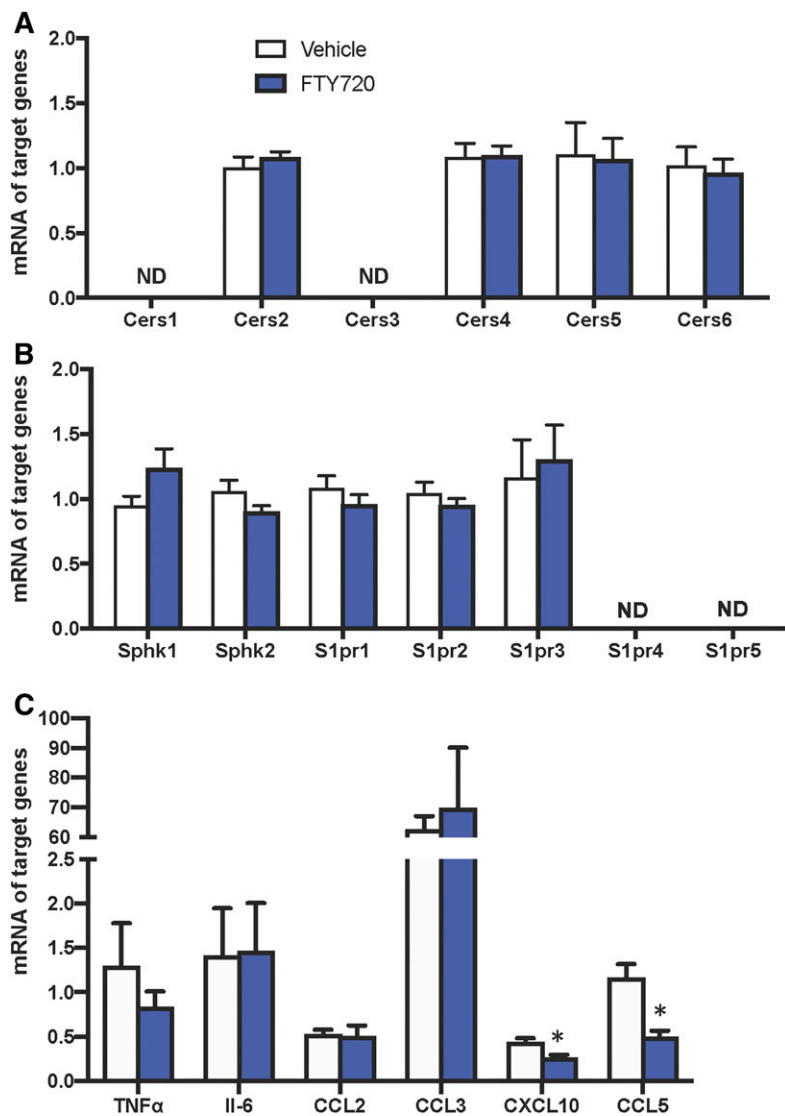 A
mRNA of target genes
2.0
1.5
1.0
0.5
0.0
Vehicle
FTY720
ND
ND
Cers1 Cers2 Cers3 Cers4 Cers5 Cers6
B
mRNA of target genes
2.0
1.5
1.0
0.5
0.0
ND ND
Sphk1 Sphk2 S1pr1 S1pr2 S1pr3 S1pr4 S1pr5
C
mRNA of target genes
100
90
80
70
60
2.5
2.0
1.5
1.0
0.5
0.0
*
*
TNFα Il-6 CCL2 CCL3 CXCL10 CCL5